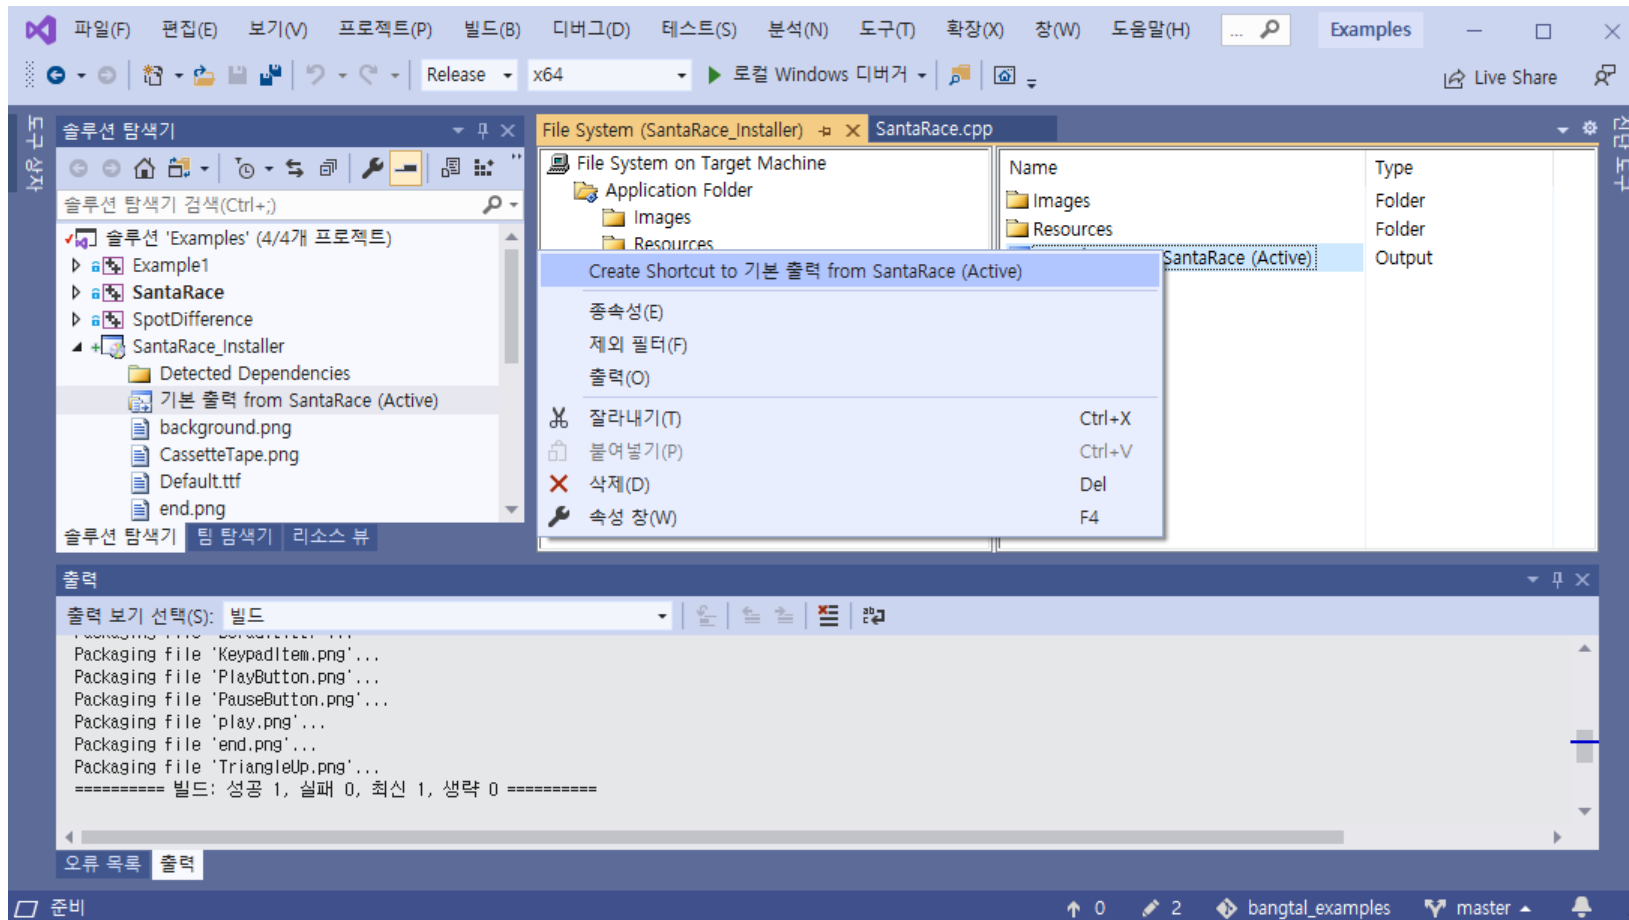 파일(F) 편집(E) 보기(V) 프로젝트(P) 빌드(B) 디버그(D) 테스트(S) 분석(N) 도구(T) 확장(X) 창(W) 도움말(H) ... Examples
Release x64 로컬 Windows 디버거 Live Share
도구 상자
솔루션 탐색기
솔루션 탐색기 검색(Ctrl+;)
솔루션 'Examples' (4/4개 프로젝트)
Example1
SantaRace
SpotDifference
SantaRace_Installer
Detected Dependencies
기본 출력 from SantaRace (Active)
background.png
CassetteTape.png
Default.ttf
end.png
솔루션 탐색기 팀 탐색기 리소스 뷰
File System (SantaRace_Installer) SantaRace.cpp
File System on Target Machine
Application Folder
Images
Resources
Name Type
Images Folder
Resources Folder
SantaRace (Active) Output
Create Shortcut to 기본 출력 from SantaRace (Active)
종속성(E)
제외 필터(F)
출력(O)
잘라내기(T) Ctrl+X
붙여넣기(P) Ctrl+V
삭제(D) Del
속성 창(W) F4
진단 도구
출력
출력 보기 선택(S): 빌드
Packaging file 'KeypadItem.png'...
Packaging file 'PlayButton.png'...
Packaging file 'PauseButton.png'...
Packaging file 'play.png'...
Packaging file 'end.png'...
Packaging file 'TriangleUp.png'...
========== 빌드: 성공 1, 실패 0, 최신 1, 생략 0 ==========
오류 목록 출력
준비 0 2 bangtal_examples master